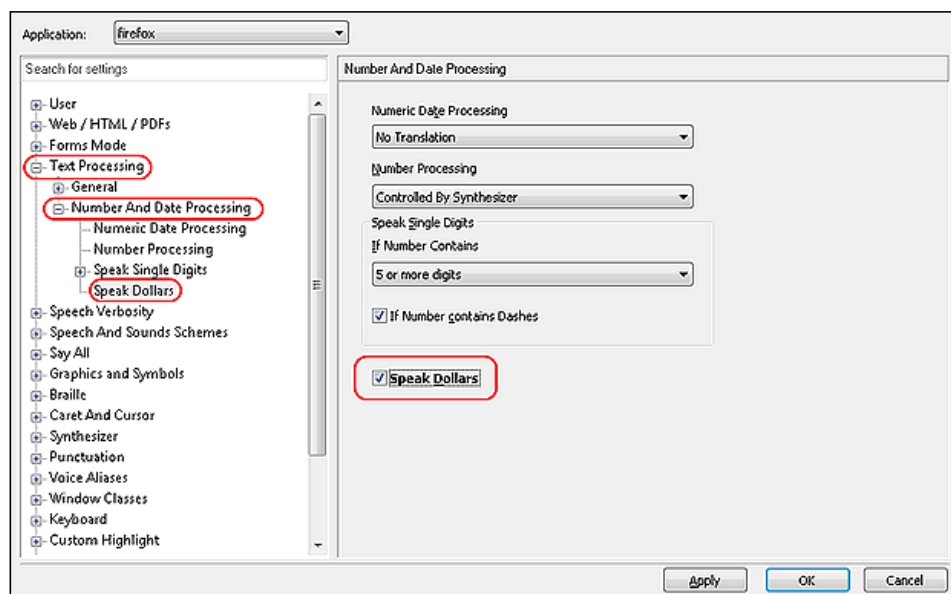 Application:
firefox
Search for settings
User
Web / HTML / PDFs
Forms Mode
Text Processing
General
Number And Date Processing
Numeric Date Processing
Number Processing
Speak Single Digits
Speak Dollars
Speech Verbosity
Speech And Sounds Schemes
Say All
Graphics and Symbols
Braille
Caret And Cursor
Synthesizer
Punctuation
Voice Aliases
Window Classes
Keyboard
Custom Highlight
Number And Date Processing
Numeric Date Processing
No Translation
Number Processing
Controlled By Synthesizer
Speak Single Digits
If Number Contains
5 or more digits
If Number contains Dashes
Speak Dollars
Apply
OK
Cancel